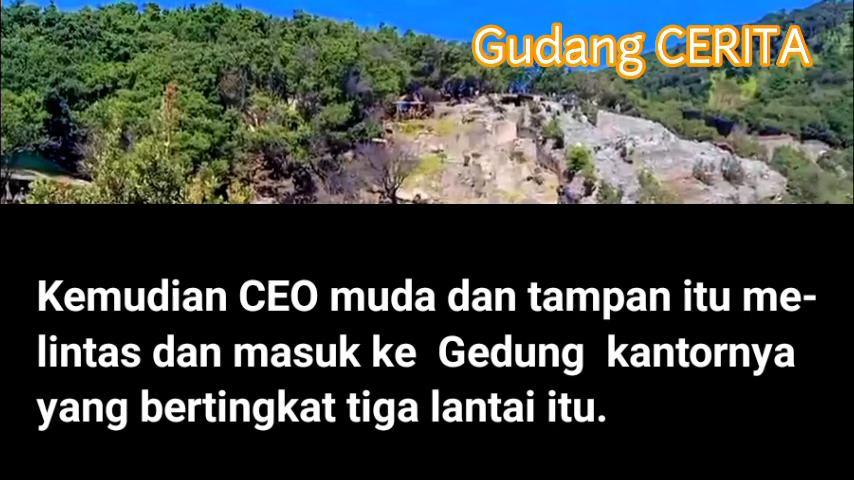 Gudang CERITA
Kemudian CEO muda dan tampan itu me-
lintas dan masuk ke Gedung kantornya
yang bertingkat tiga lantai itu.